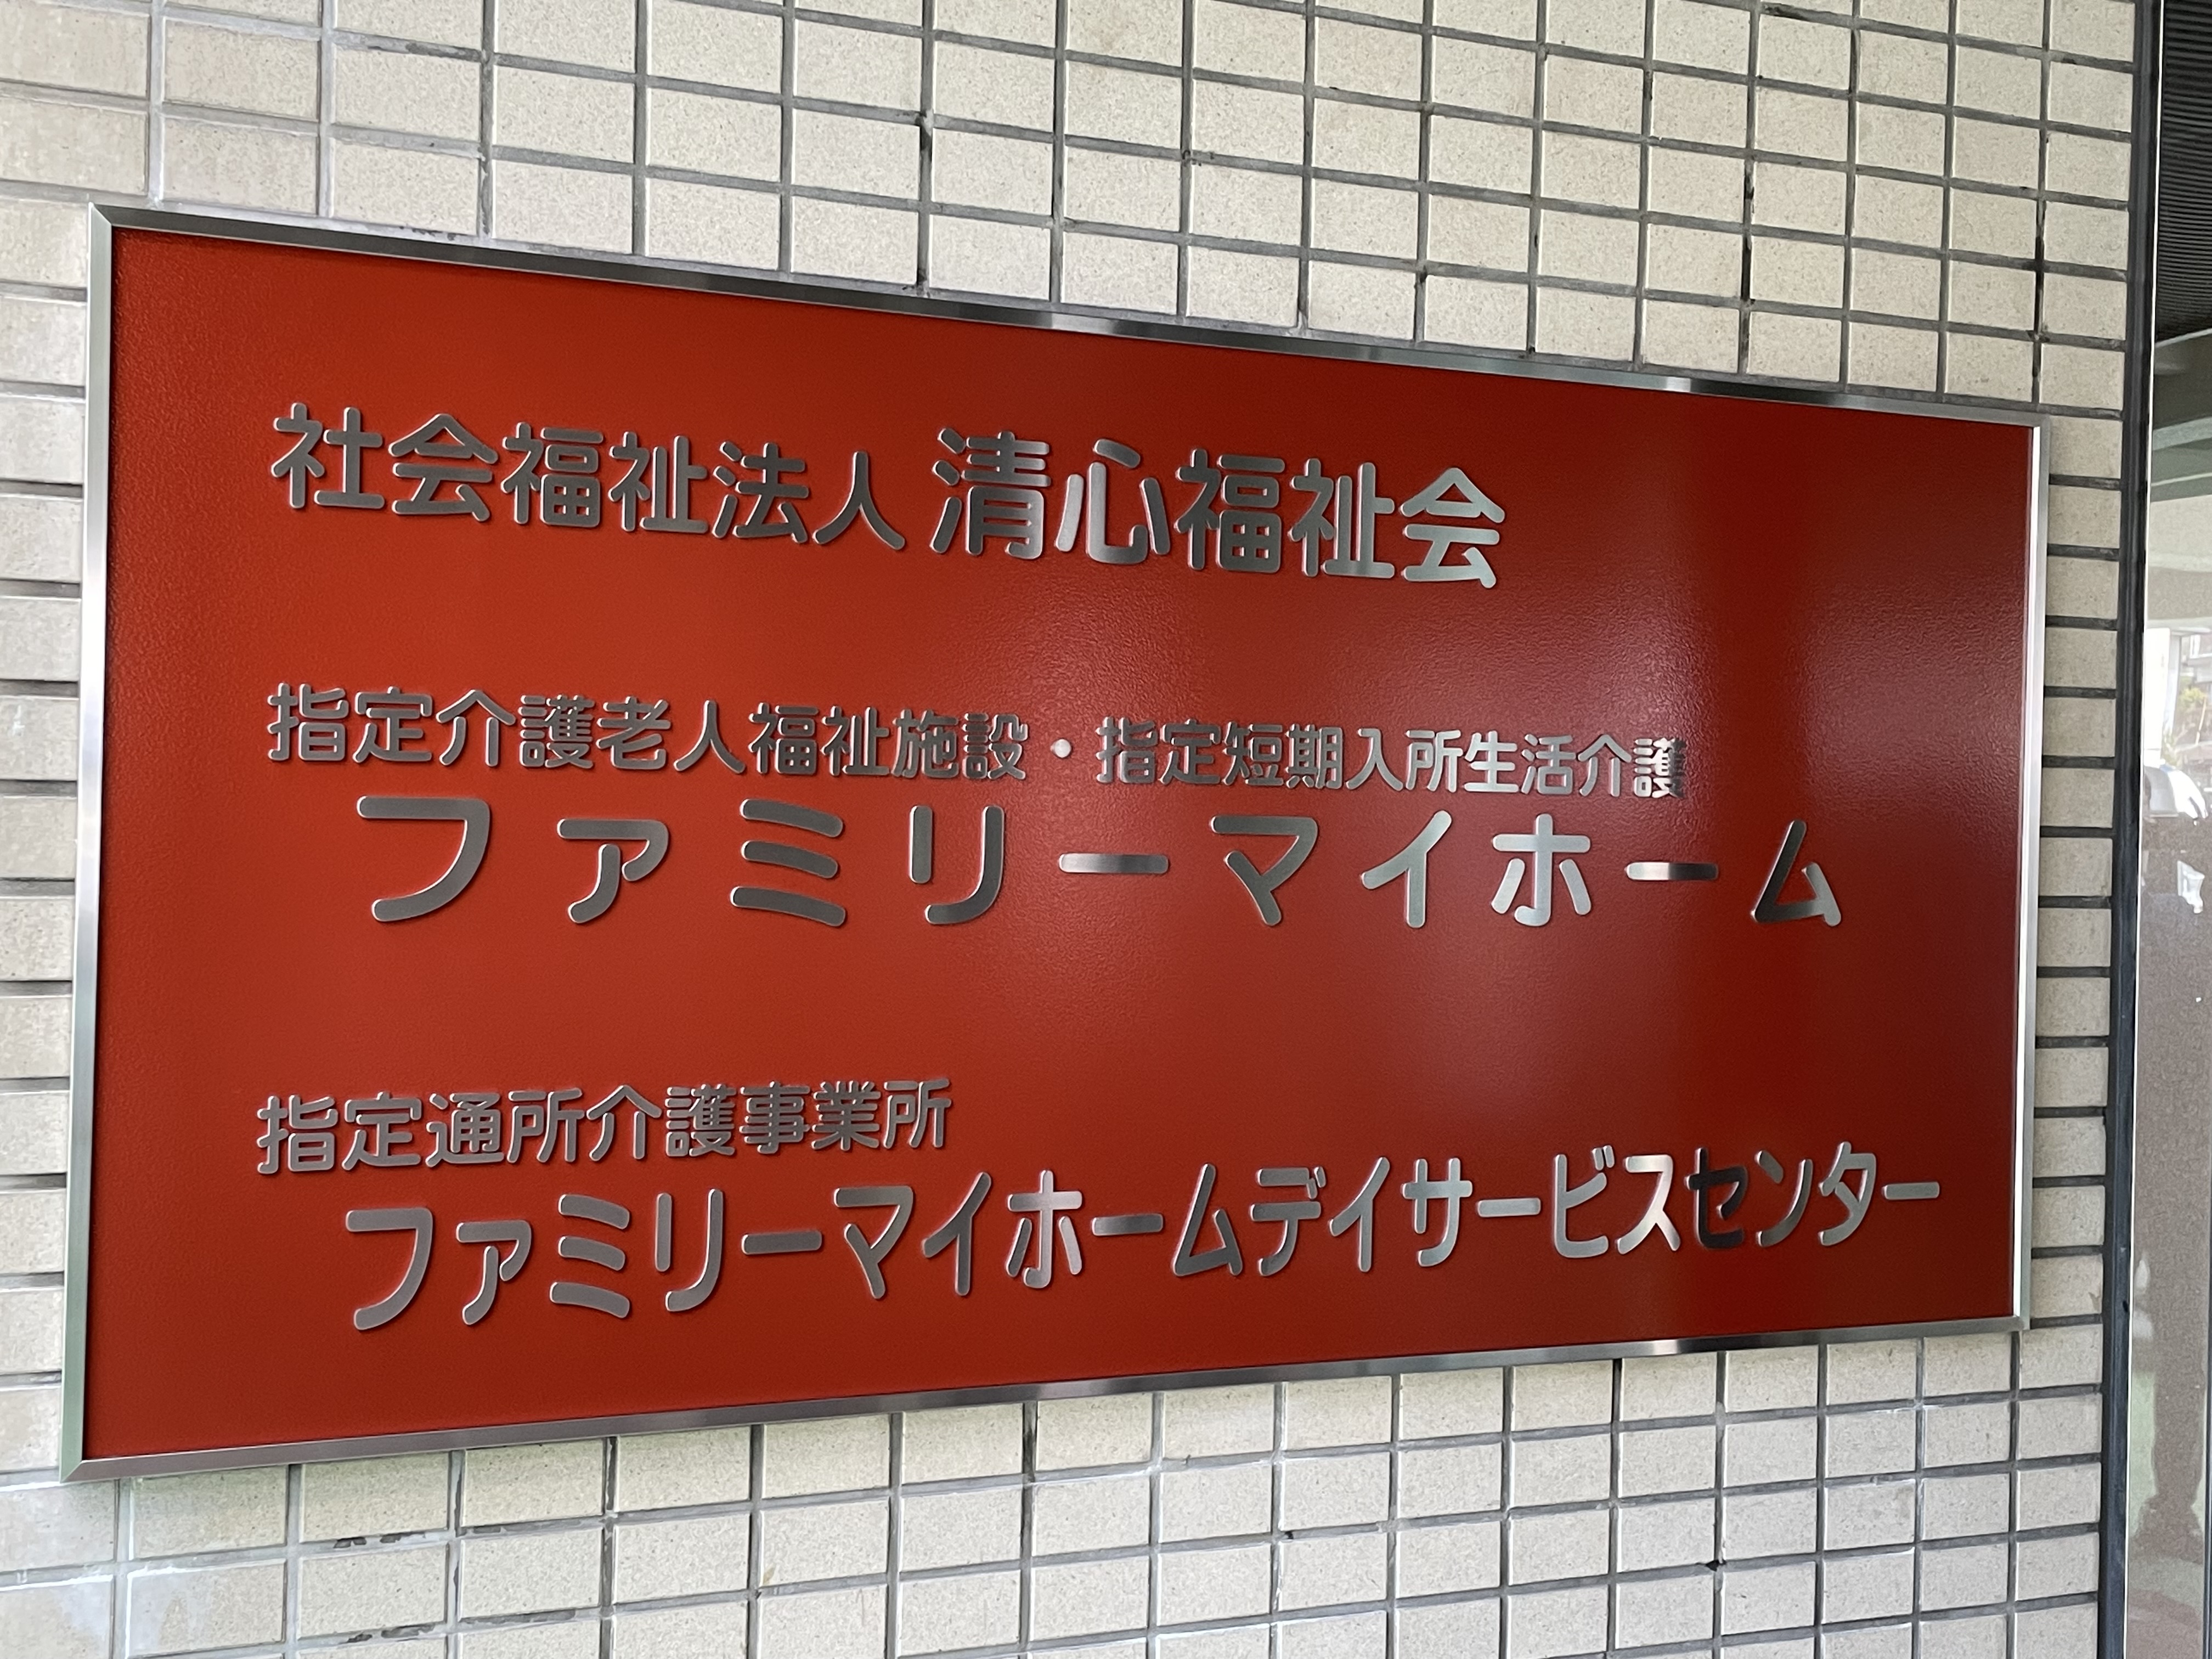 社会福祉法人 清心福祉会
指定介護老人福祉施設・指定短期入所生活介護
ファミリーマイホーム
指定通所介護事業所
ファミリーマイホームデイサービスセンター